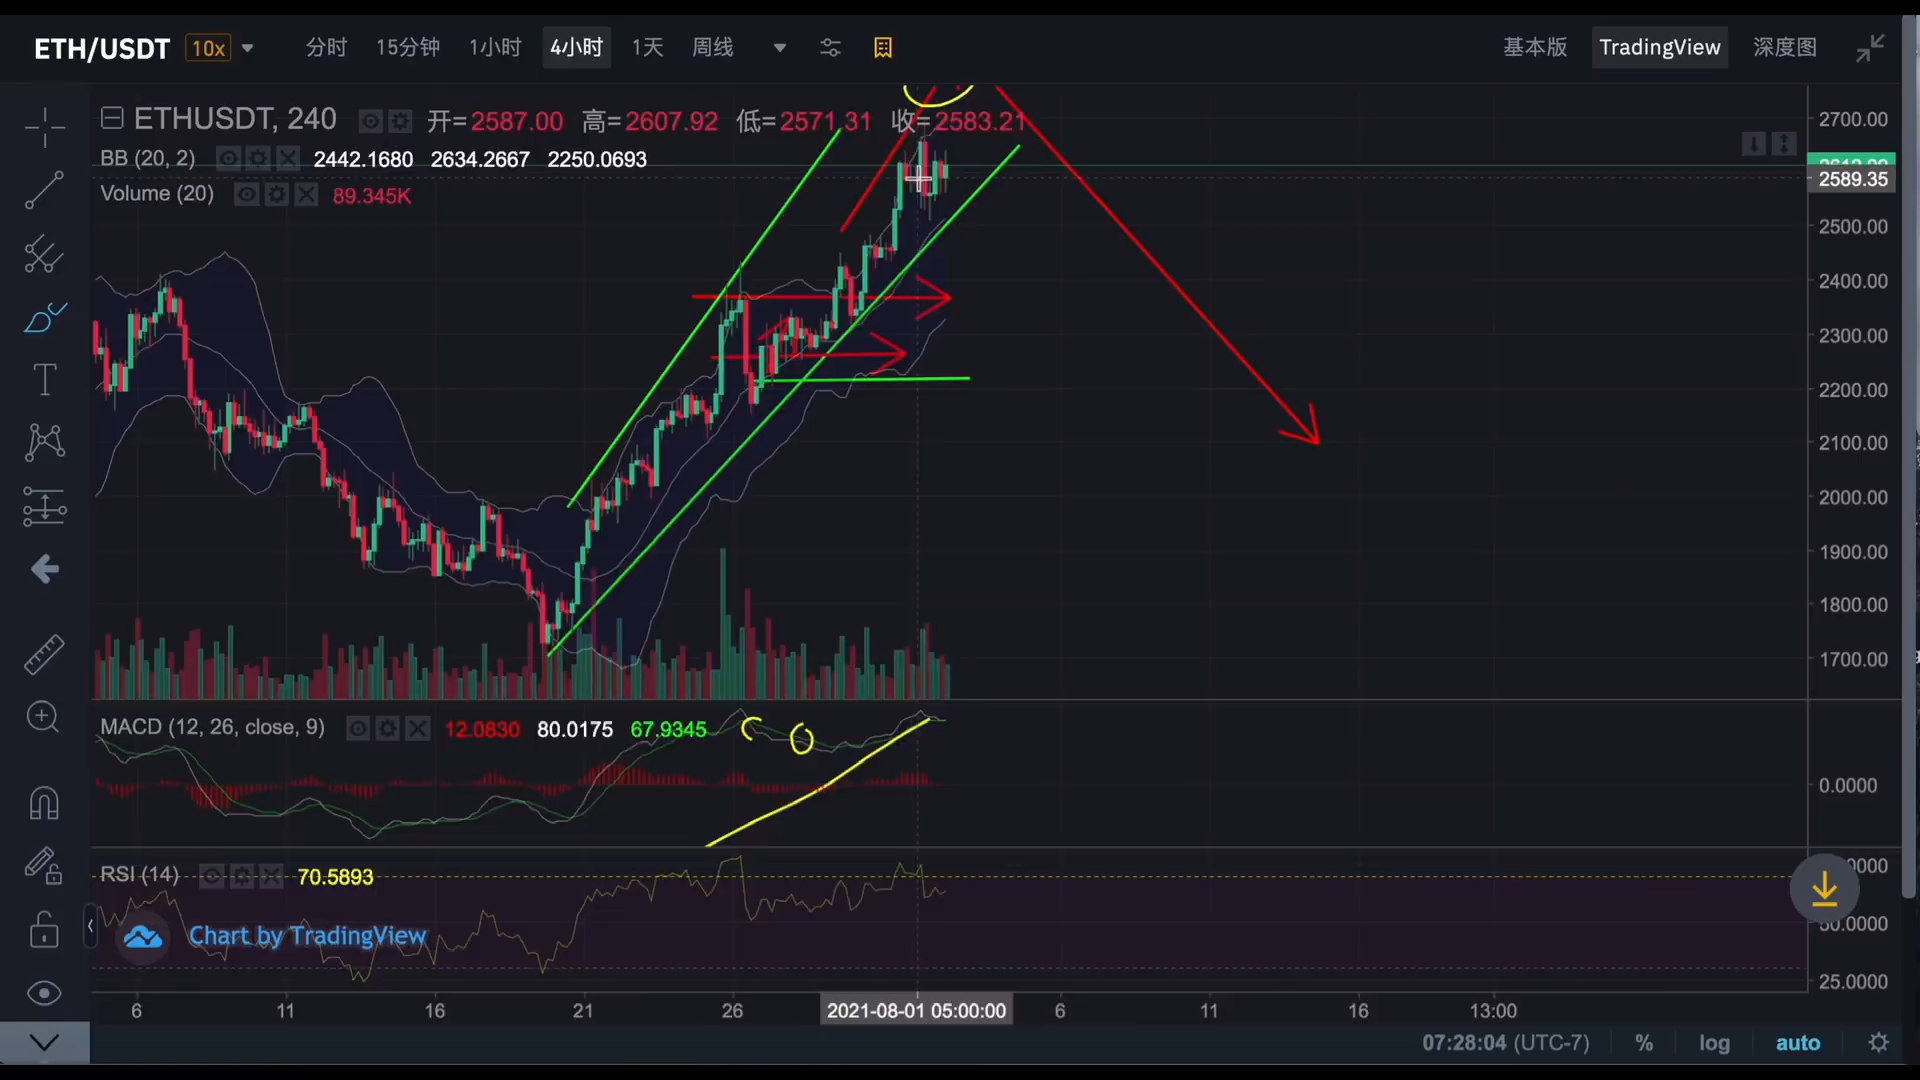 ETH/USDT 10x 分时 15分钟 1小时 4小时 1天 周线 基本版 TradingView 深度图
ETHUSDT, 240 开=2587.00 高=2607.92 低=2571.31 收=2583.21
BB (20, 2) 2442.1680 2634.2667 2250.0693
Volume (20) 89.345K
2700.00
2589.35
2500.00
2400.00
2300.00
2200.00
2100.00
2000.00
1900.00
1800.00
1700.00
MACD (12, 26, close, 9) 12.0830 80.0175 67.9345
0.0000
RSI (14) 70.5893
Chart by TradingView
25.0000
6 11 16 21 26 2021-08-01 05:00:00 6 11 16 13:00
07:28:04 (UTC-7) % log auto